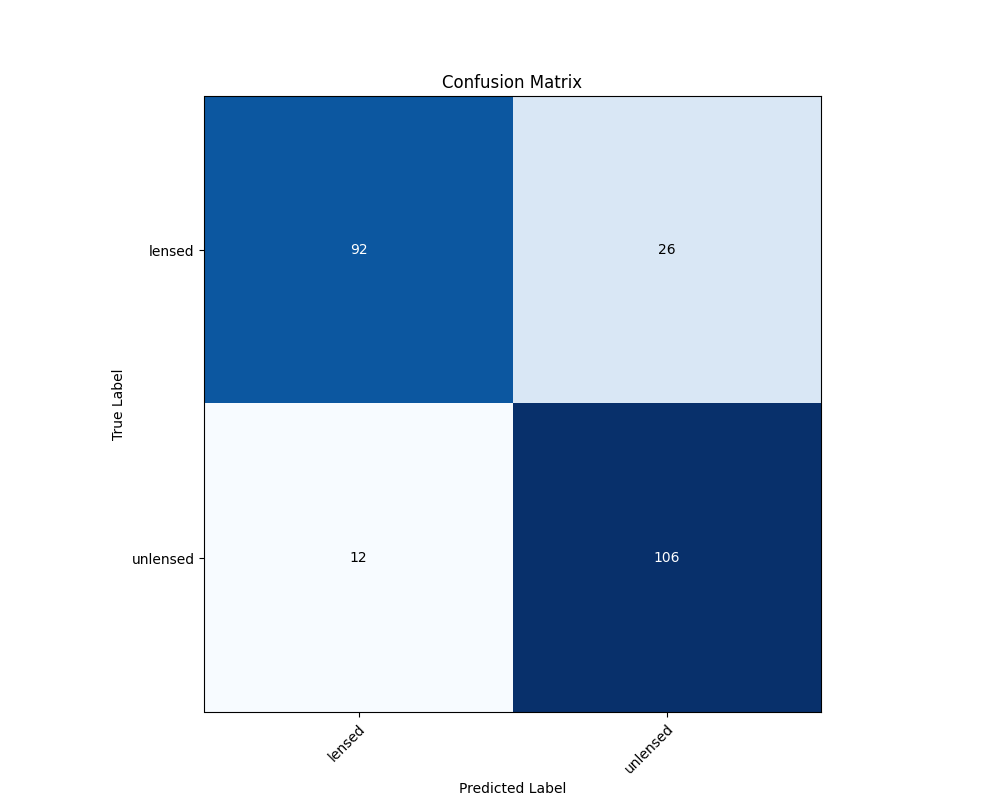 Confusion Matrix
lensed
92
26
True Label
unlensed
12
106
lensed
unlensed
Predicted Label